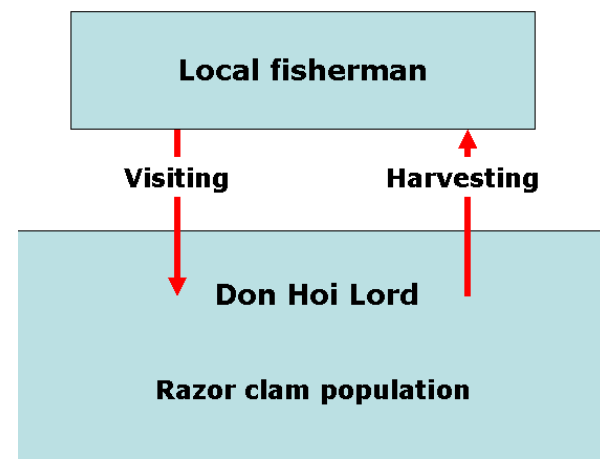 Local fisherman
Visiting
Harvesting
Don Hoi Lord
Razor clam population